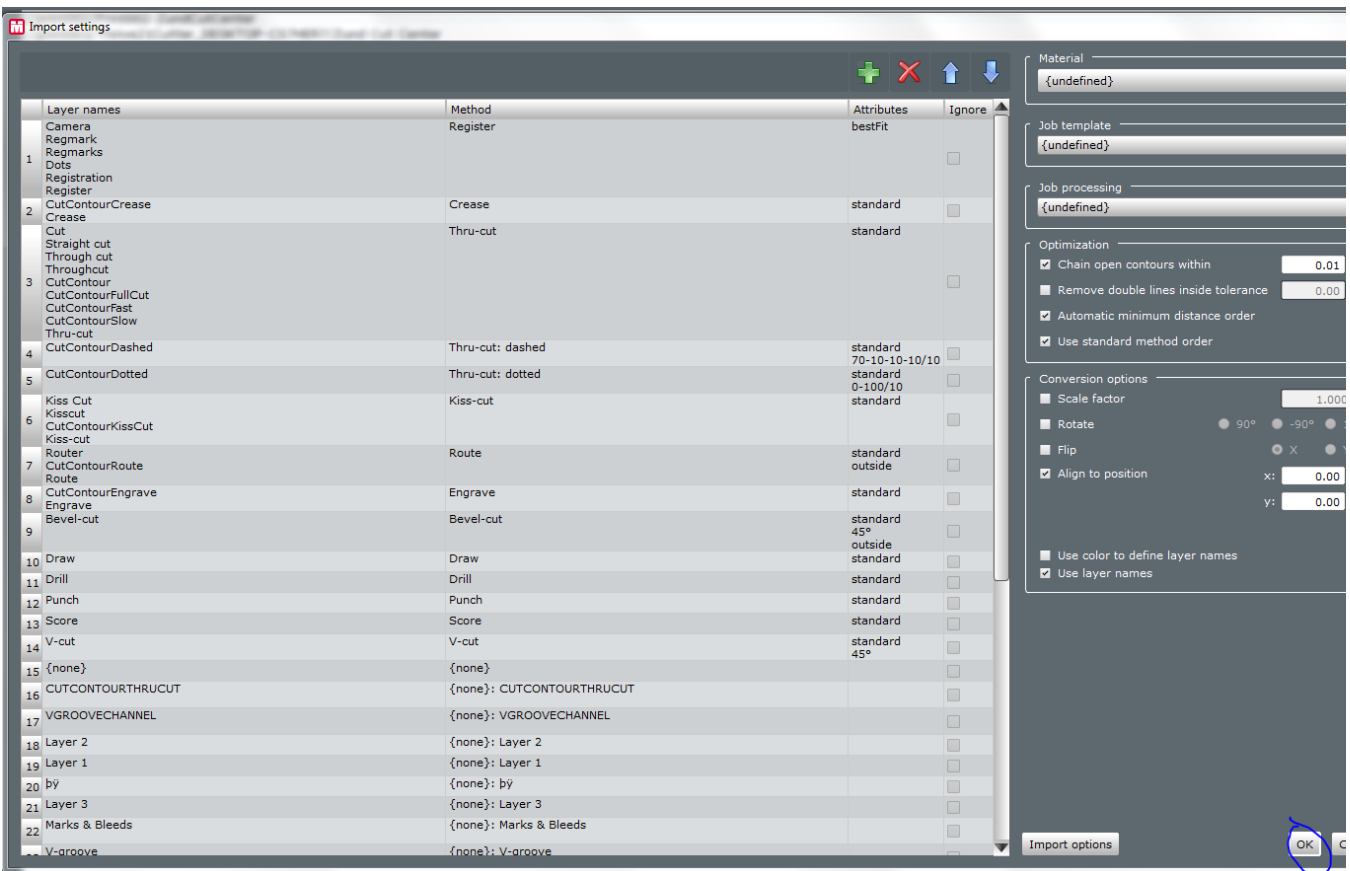 Import settings
Layer names Method Attributes Ignore
1 Camera Register bestFit
Regmark
Regmarks
Dots
Registration
Register
2 CutContourCrease Crease standard
Crease
3 Cut Thru-cut standard
Straight cut
Through cut
Throughcut
CutContour
CutContourFullCut
CutContourFast
CutContourSlow
Thru-cut
4 CutContourDashed Thru-cut: dashed standard
70-10-10-10/10
5 CutContourDotted Thru-cut: dotted standard
0-100/10
6 Kiss Cut Kiss-cut standard
Kisscut
CutContourKissCut
Kiss-cut
7 Router Route standard
CutContourRoute outside
Route
8 CutContourEngrave Engrave standard
Engrave
9 Bevel-cut Bevel-cut standard
45°
outside
10 Draw Draw standard
11 Drill Drill standard
12 Punch Punch standard
13 Score Score standard
14 V-cut V-cut standard
45°
15 {none} {none}
16 CUTCONTOURTHRUCUT {none}: CUTCONTOURTHRUCUT
17 VGROOVECHANNEL {none}: VGROOVECHANNEL
18 Layer 2 {none}: Layer 2
19 Layer 1 {none}: Layer 1
20 þÿ {none}: þÿ
21 Layer 3 {none}: Layer 3
22 Marks & Bleeds {none}: Marks & Bleeds
V-groove {none}: V-groove
Material
{undefined}
Job template
{undefined}
Job processing
{undefined}
Optimization
Chain open contours within 0.01
Remove double lines inside tolerance 0.00
Automatic minimum distance order
Use standard method order
Conversion options
Scale factor 1.000
Rotate 90° -90°
Flip X Y
Align to position x: 0.00
y: 0.00
Use color to define layer names
Use layer names
Import options OK